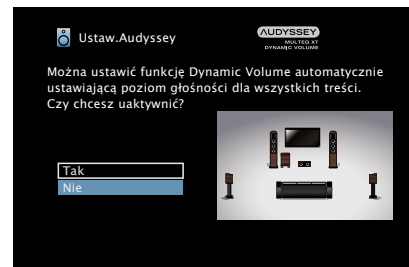 Ustaw.Audyssey
AUDYSSEY
MULTEQ XT
DYNAMIC VOLUME
Można ustawić funkcję Dynamic Volume automatycznie
ustawiającą poziom głośności dla wszystkich treści.
Czy chcesz uaktywnić?
Tak
Nie